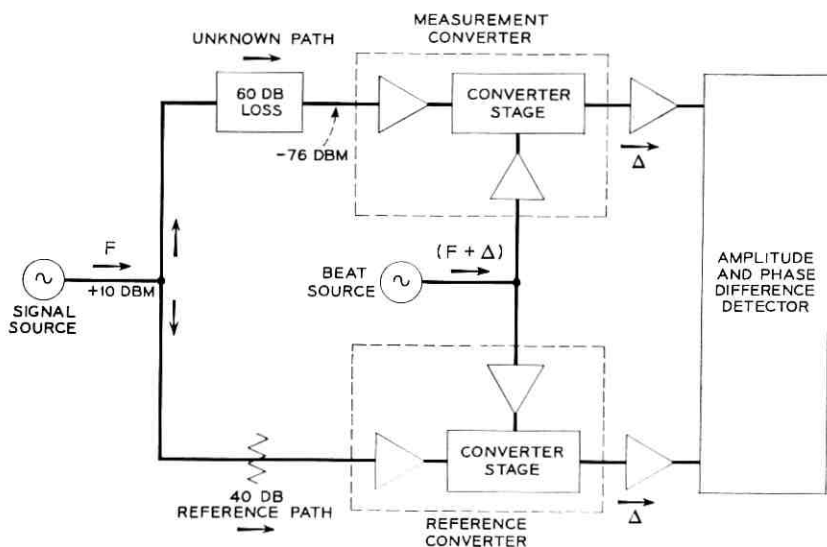 MEASUREMENT
CONVERTER
UNKNOWN PATH
60 DB
LOSS
CONVERTER
STAGE
-76 DBM
Δ
F
+10 DBM
SIGNAL
SOURCE
BEAT
SOURCE
(F + Δ)
AMPLITUDE
AND PHASE
DIFFERENCE
DETECTOR
CONVERTER
STAGE
40 DB
REFERENCE PATH
Δ
REFERENCE
CONVERTER